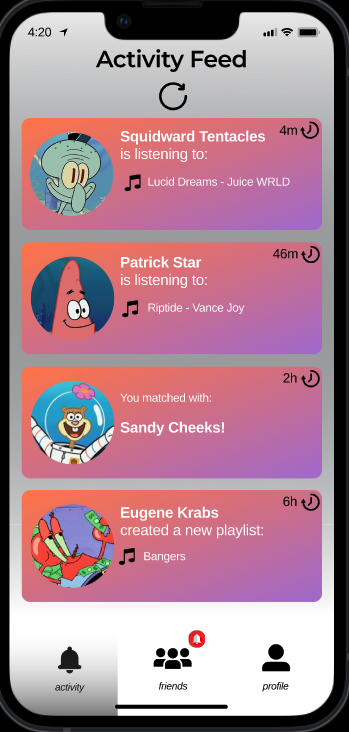 4:20
Activity Feed
Squidward Tentacles
4m
is listening to:
Lucid Dreams - Juice WRLD
46m
Patrick Star
is listening to:
Riptide - Vance Joy
2h
You matched with:
Sandy Cheeks!
6h
Eugene Krabs
created a new playlist:
Bangers
activity
friends
profile